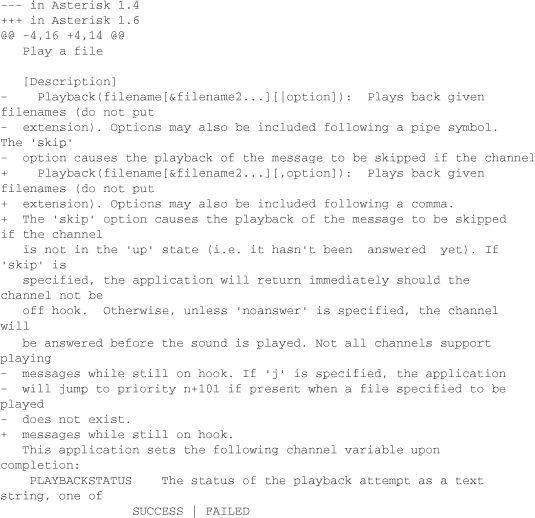 --- in Asterisk 1.4
+++ in Asterisk 1.6
@@ -4,16 +4,14 @@
   Play a file

   [Description]
-    Playback(filename[&filename2...][|option]):  Plays back given
filenames (do not put
-  extension). Options may also be included following a pipe symbol.
The 'skip'
-  option causes the playback of the message to be skipped if the channel
+    Playback(filename[&filename2...][,option]):  Plays back given
filenames (do not put
+  extension). Options may also be included following a comma.
+  The 'skip' option causes the playback of the message to be skipped
if the channel
   is not in the 'up' state (i.e. it hasn't been  answered  yet). If
'skip' is
   specified, the application will return immediately should the
channel not be
   off hook.  Otherwise, unless 'noanswer' is specified, the channel
will
   be answered before the sound is played. Not all channels support
playing
-  messages while still on hook. If 'j' is specified, the application
-  will jump to priority n+101 if present when a file specified to be
played
-  does not exist.
+  messages while still on hook.
   This application sets the following channel variable upon
completion:
    PLAYBACKSTATUS    The status of the playback attempt as a text
string, one of
                  SUCCESS | FAILED